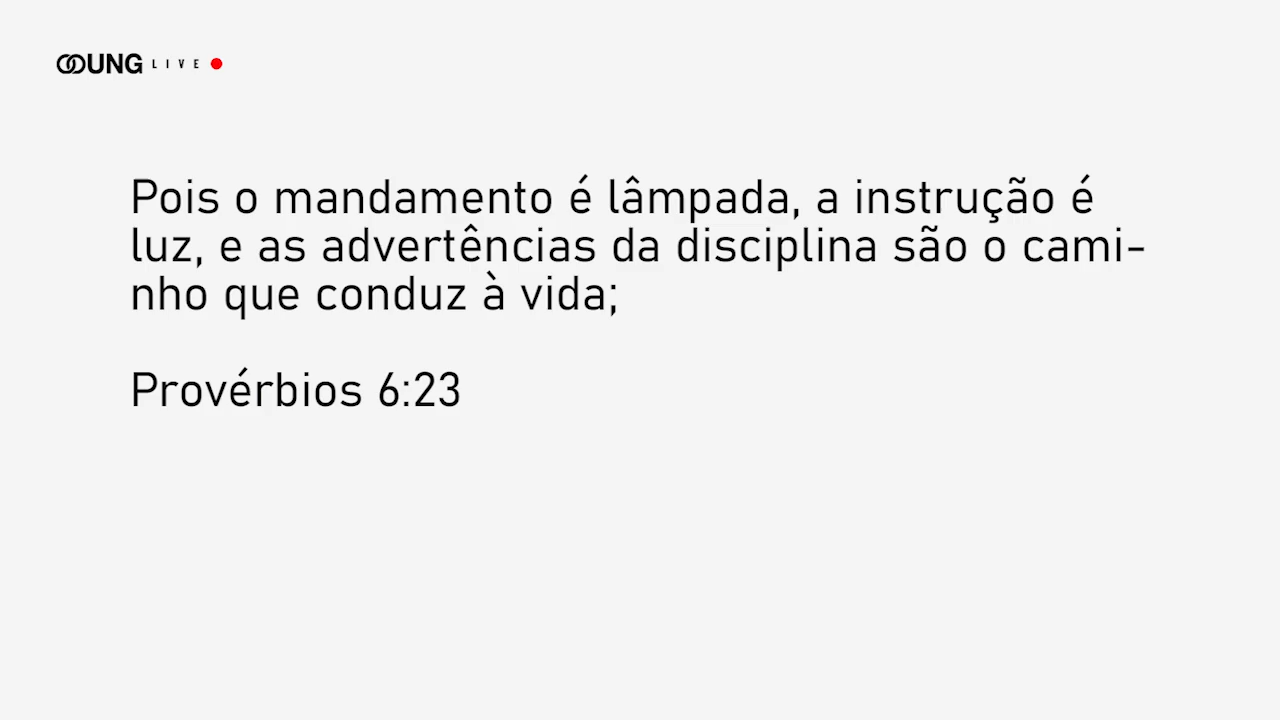 OOUNG LIVE
Pois o mandamento é lâmpada, a instrução é
luz, e as advertências da disciplina são o cami-
nho que conduz à vida;
Provérbios 6:23